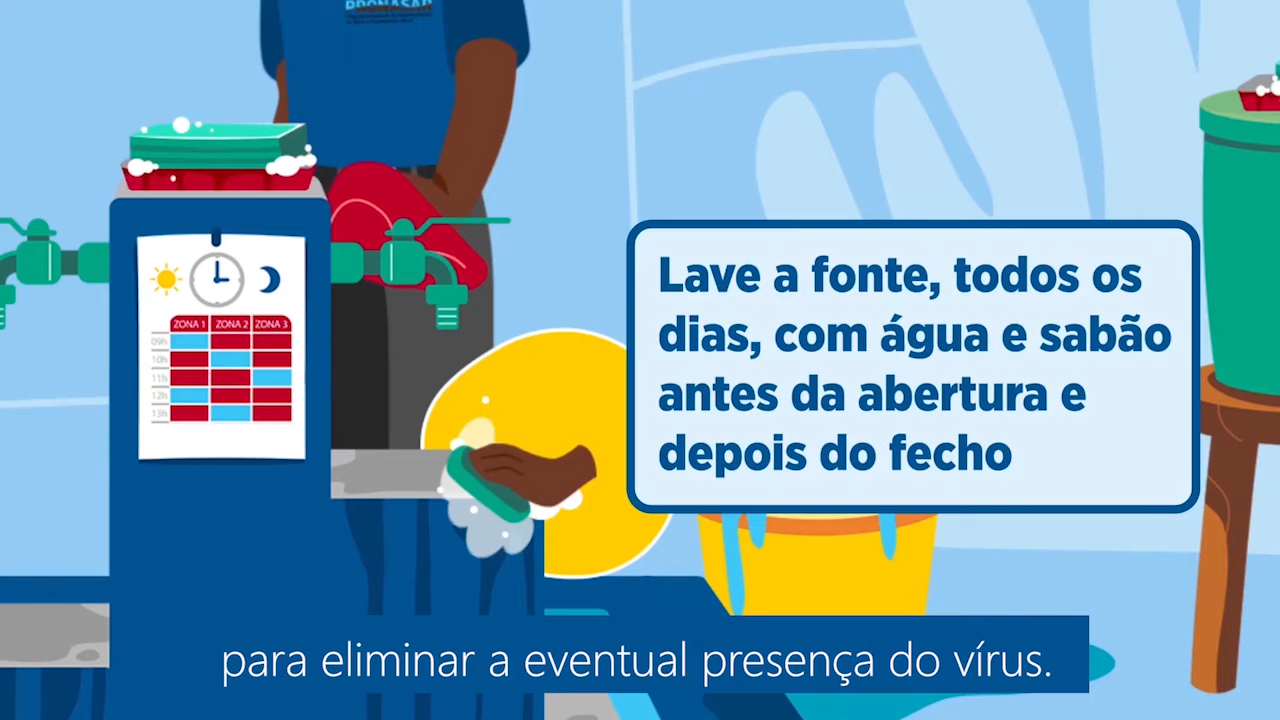 PRONASAR
ZONA 1 ZONA 2 ZONA 3
09h
10h
11h
12h
13h
Lave a fonte, todos os
dias, com água e sabão
antes da abertura e
depois do fecho
para eliminar a eventual presença do vírus.